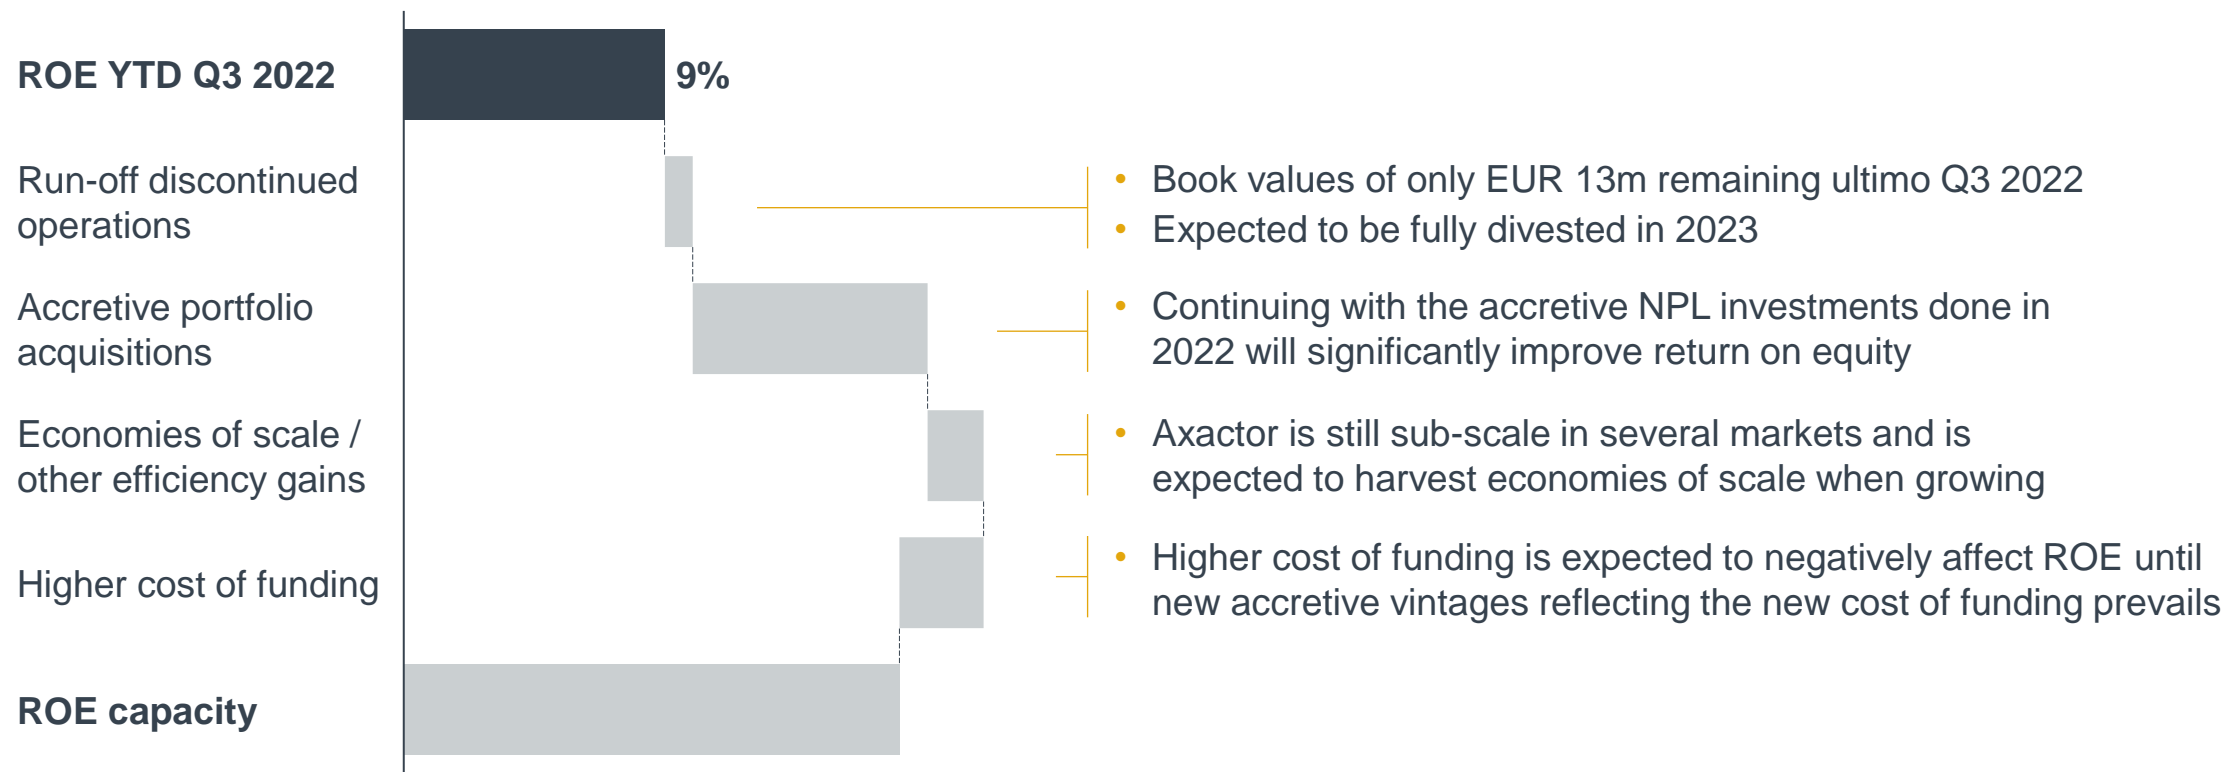 ROE YTD Q3 2022
9%
Run-off discontinued
operations
• Book values of only EUR 13m remaining ultimo Q3 2022
• Expected to be fully divested in 2023
Accretive portfolio
acquisitions
• Continuing with the accretive NPL investments done in
2022 will significantly improve return on equity
Economies of scale /
other efficiency gains
• Axactor is still sub-scale in several markets and is
expected to harvest economies of scale when growing
Higher cost of funding
• Higher cost of funding is expected to negatively affect ROE until
new accretive vintages reflecting the new cost of funding prevails
ROE capacity